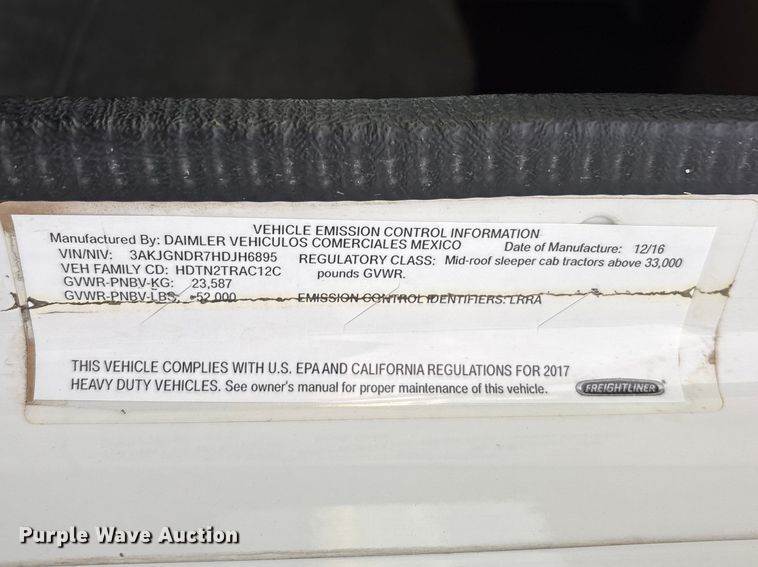 VEHICLE EMISSION CONTROL INFORMATION
Manufactured By: DAIMLER VEHICULOS COMERCIALES MEXICO Date of Manufacture: 12/16
VIN/NIV: 3AKJGNDR7HDJH6895 REGULATORY CLASS: Mid-roof sleeper cab tractors above 33,000
VEH FAMILY CD: HDTN2TRAC12C pounds GVWR.
GVWR-PNBV-KG: 23,587
GVWR-PNBV-LBS: 52,000 EMISSION CONTROL IDENTIFIERS: LRRA
THIS VEHICLE COMPLIES WITH U.S. EPA AND CALIFORNIA REGULATIONS FOR 2017
HEAVY DUTY VEHICLES. See owner's manual for proper maintenance of this vehicle. FREIGHTLINER
Purple Wave Auction